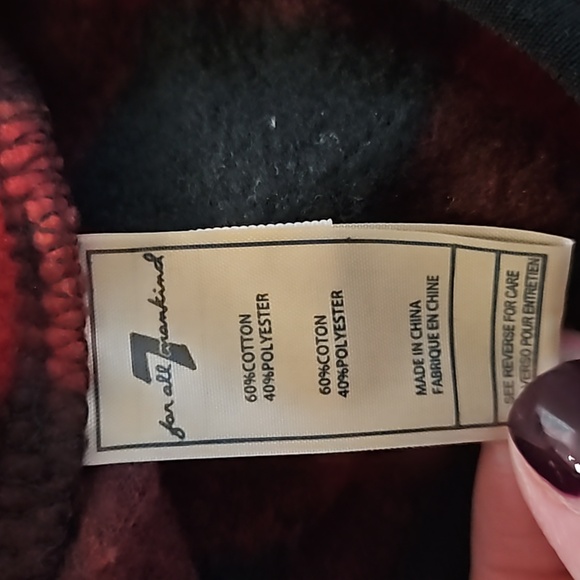 7
for all mankind
60%COTTON
40%POLYESTER
60%COTON
40%POLYESTER
MADE IN CHINA
FABRIQUE EN CHINE
SEE REVERSE FOR CARE
VERSO POUR ENTRETIEN